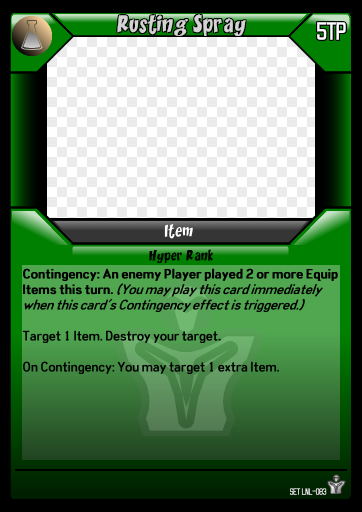 Rusting Spray
5TP
Item
Hyper Rank
Contingency: An enemy Player played 2 or more Equip
Items this turn. (You may play this card immediately
when this card's Contingency effect is triggered.)
Target 1 Item. Destroy your target.
On Contingency: You may target 1 extra Item.
SET LNL-083